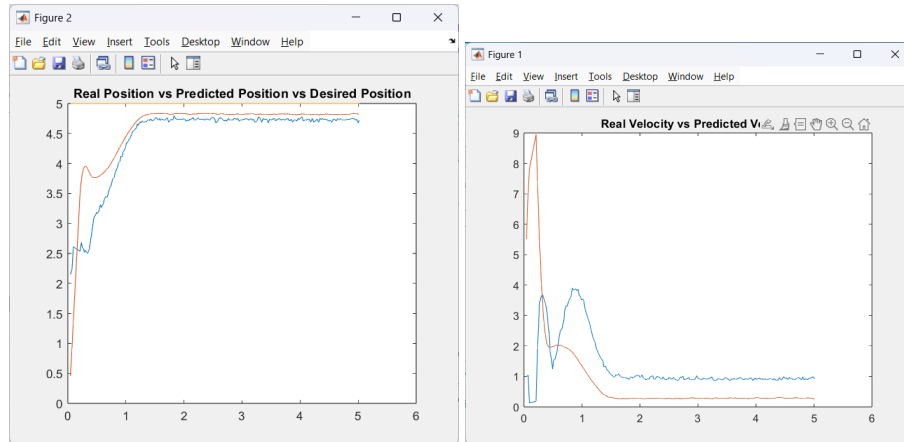 Figure 2
File Edit View Insert Tools Desktop Window Help
Real Position vs Predicted Position vs Desired Position
5
4.5
4
3.5
3
2.5
2
1.5
1
0.5
0
0 1 2 3 4 5 6
Figure 1
File Edit View Insert Tools Desktop Window Help
Real Velocity vs Predicted V
9
8
7
6
5
4
3
2
1
0
0 1 2 3 4 5 6